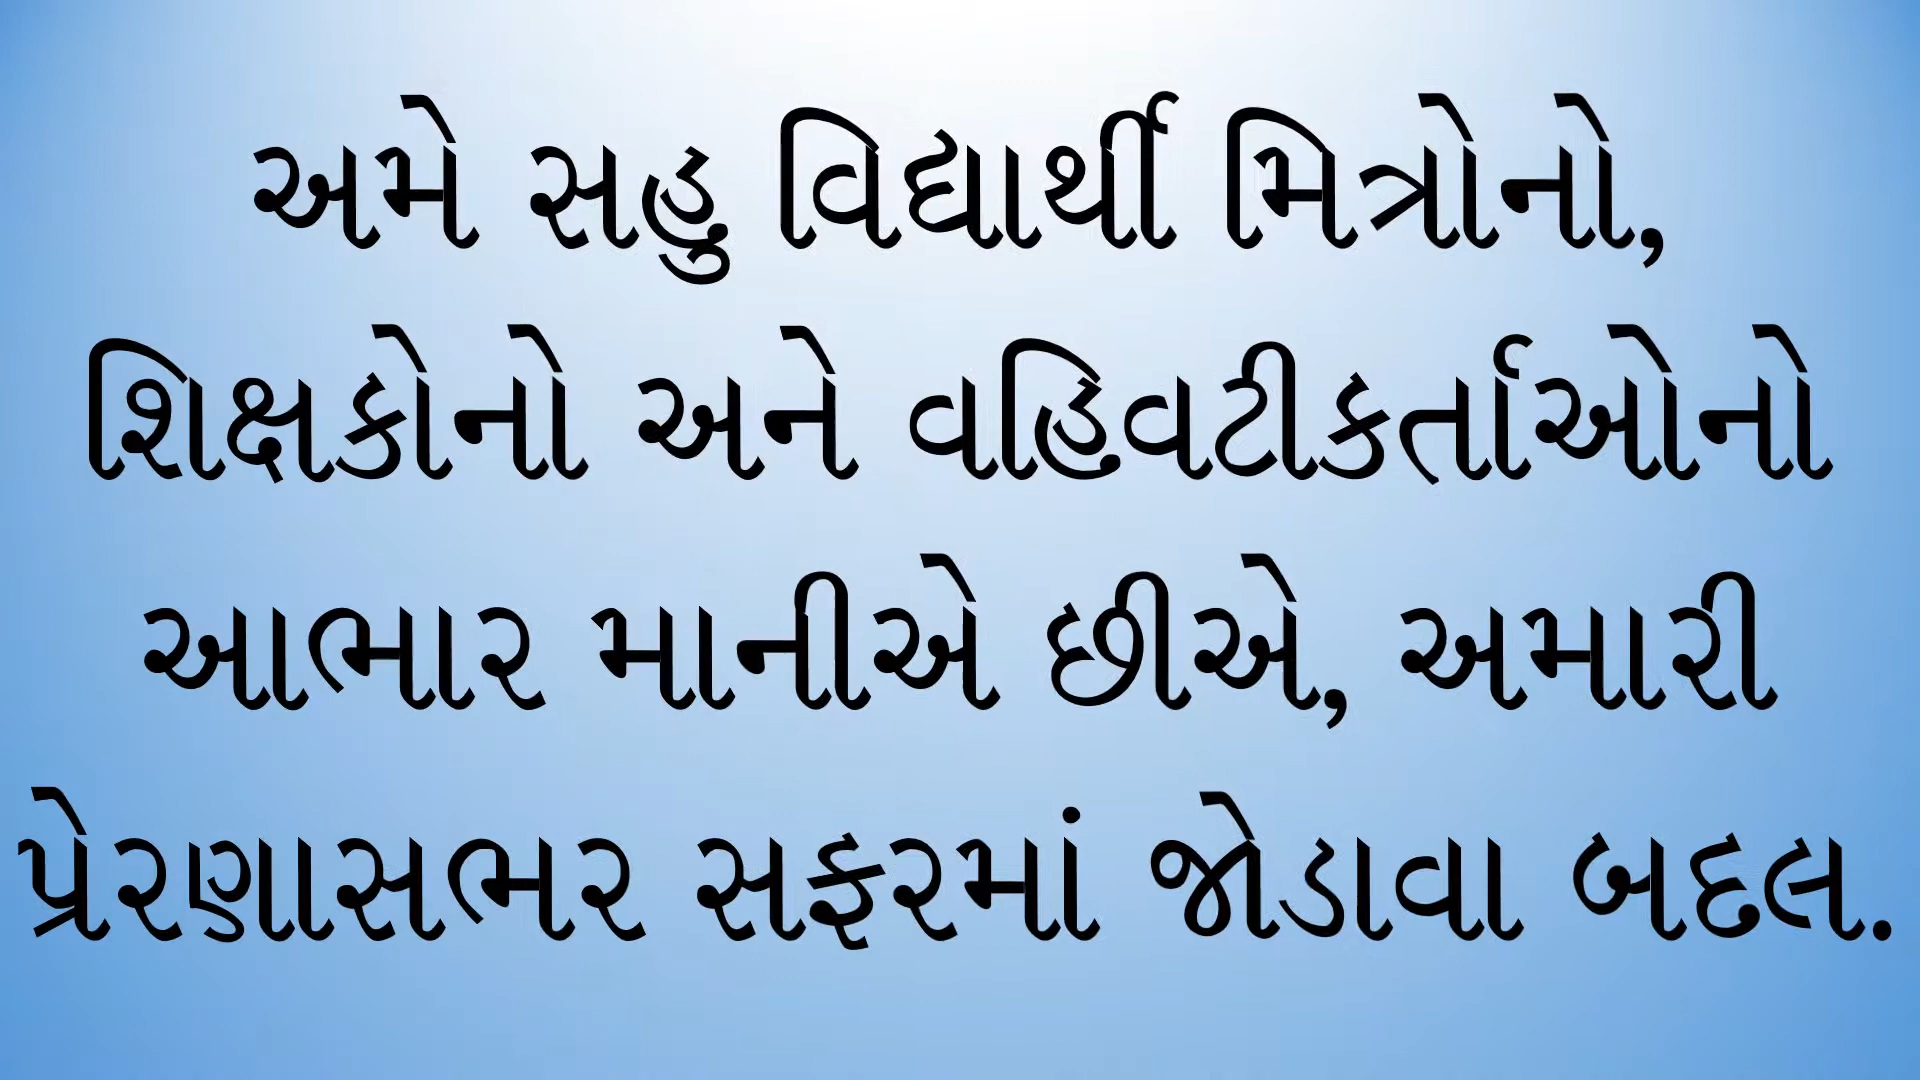 અમે સહુ વિદ્યાર્થી મિત્રોનો,
શિક્ષકોનો અને વહિવટીકર્તાઓનો
આભાર માનીએ છીએ, અમારી
પ્રેરણાસભર સફરમાં જોડાવા બદલ.